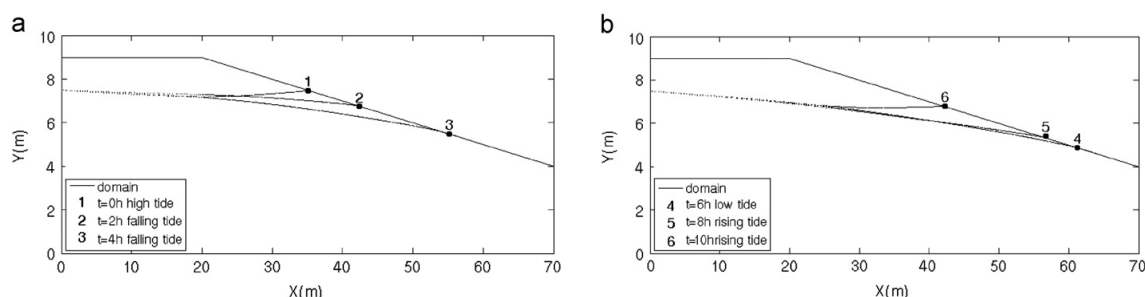 a
10
8
6
4
2
0
Y(m)
1
2
3
domain
1 t=0h high tide
2 t=2h falling tide
3 t=4h falling tide
0 10 20 30 40 50 60 70
X(m)
b
10
8
6
4
2
0
Y(m)
6
5
4
domain
4 t=6h low tide
5 t=8h rising tide
6 t=10hrising tide
0 10 20 30 40 50 60 70
X(m)